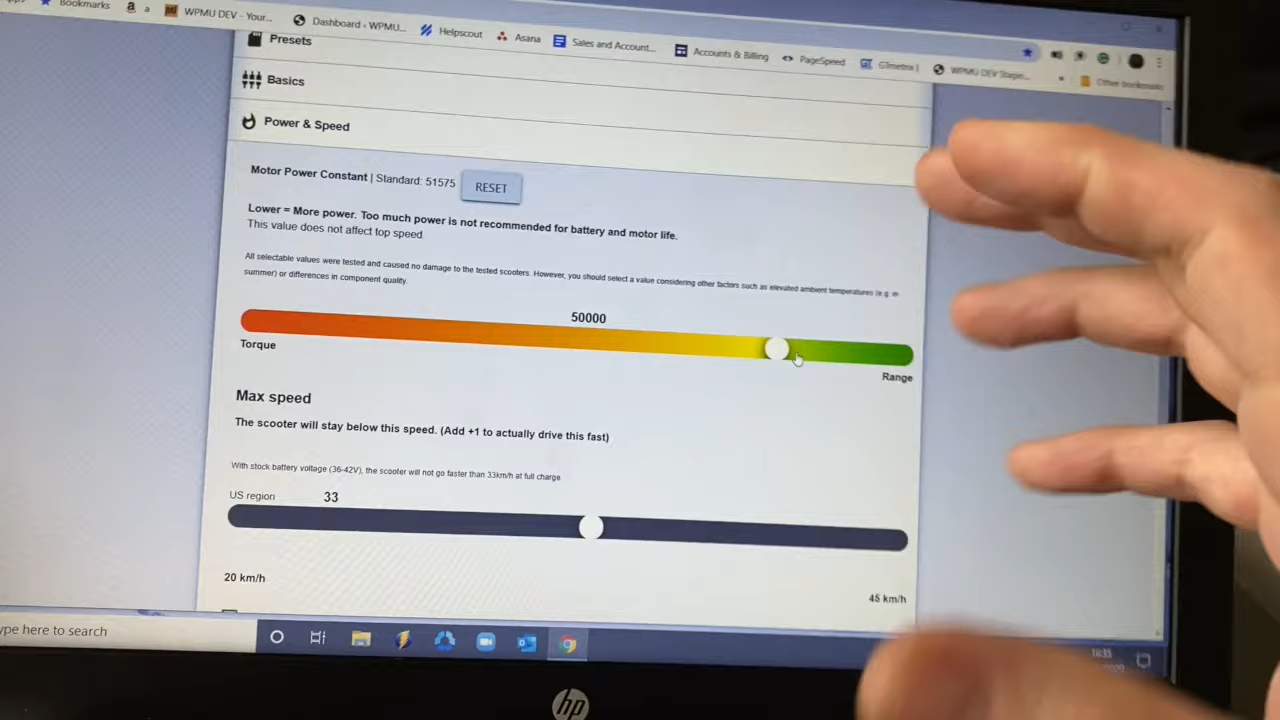 Bookmarks
a
WPMU DEV - Your...
Dashboard ‹ WPMU...
Helpscout
Asana
Sales and Account...
Accounts & Billing
PageSpeed
GTmetrix |
WPMU DEV Stagin...
Other bookmarks
Presets
Basics
Power & Speed
Motor Power Constant | Standard: 51575 RESET
Lower = More power. Too much power is not recommended for battery and motor life.
This value does not affect top speed.
All selectable values were tested and caused no damage to the tested scooters. However, you should select a value considering other factors such as elevated ambient temperatures (e.g. in
summer) or differences in component quality.
50000
Torque
Range
Max speed
The scooter will stay below this speed. (Add +1 to actually drive this fast)
With stock battery voltage (36-42V), the scooter will not go faster than 33km/h at full charge
US region 33
20 km/h
45 km/h
ype here to search
hp